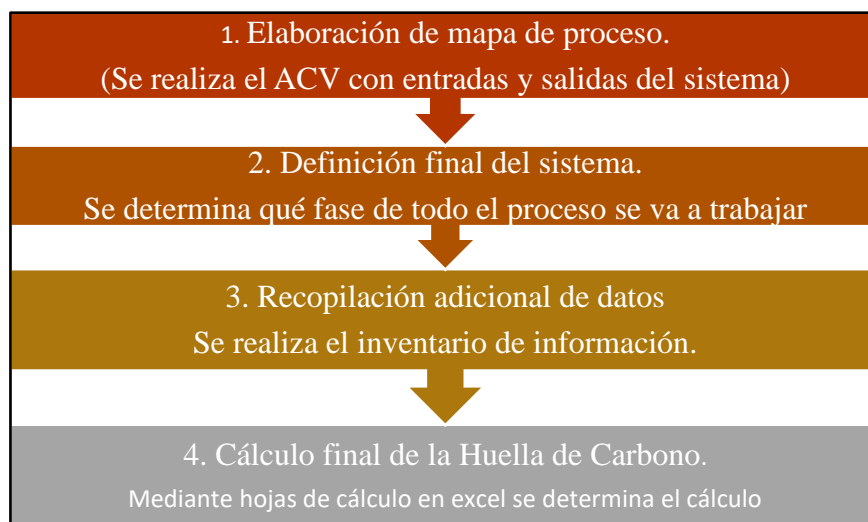 1. Elaboración de mapa de proceso.
(Se realiza el ACV con entradas y salidas del sistema)
2. Definición final del sistema.
Se determina qué fase de todo el proceso se va a trabajar
3. Recopilación adicional de datos
Se realiza el inventario de información.
4. Cálculo final de la Huella de Carbono.
Mediante hojas de cálculo en excel se determina el cálculo